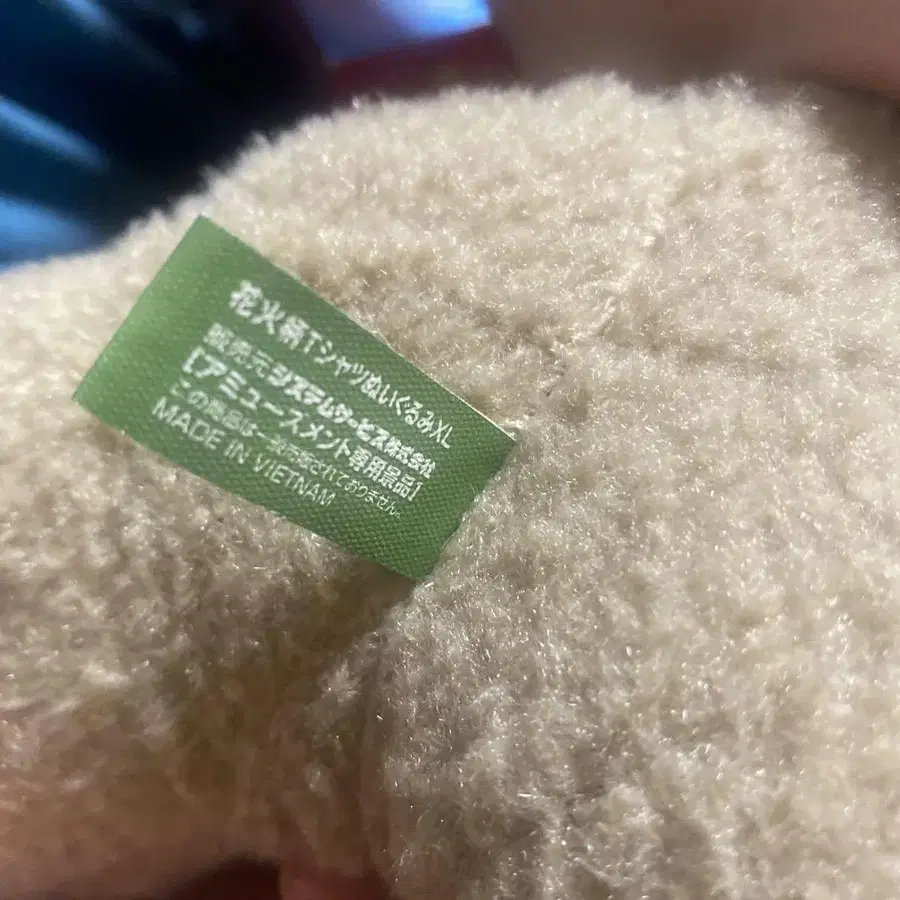 花火柄TシャツぬいぐるみXL
販売元システムサービス株式会社
[アミューズメント専用景品]
この商品は一般市販されておりません。
MADE IN VIETNAM